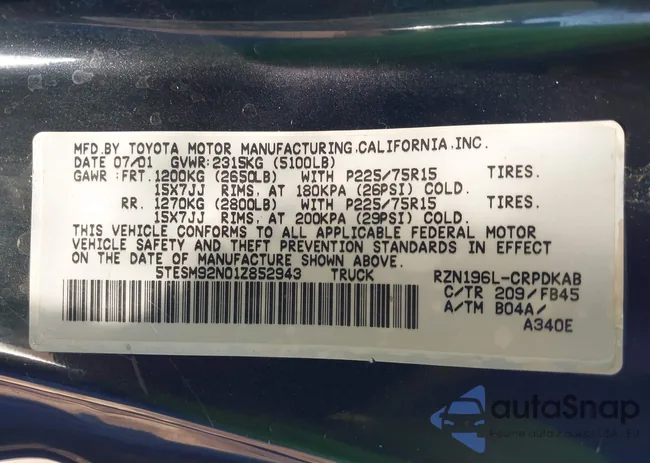 MFD.BY TOYOTA MOTOR MANUFACTURING,CALIFORNIA,INC.
DATE 07/01 GVWR:2315KG (5100LB)
GAWR:FRT.1200KG (2650LB) WITH P225/75R15 TIRES.
15X7JJ RIMS, AT 180KPA (26PSI) COLD.
RR. 1270KG (2800LB) WITH P225/75R15 TIRES.
15X7JJ RIMS, AT 200KPA (29PSI) COLD.
THIS VEHICLE CONFORMS TO ALL APPLICABLE FEDERAL MOTOR
VEHICLE SAFETY AND THEFT PREVENTION STANDARDS IN EFFECT
ON THE DATE OF MANUFACTURE SHOWN ABOVE.
5TESM92N01Z852943 TRUCK RZN196L-CRPDKAB
C/TR 209/FB45
A/TM B04A/
A340E
autaSnap